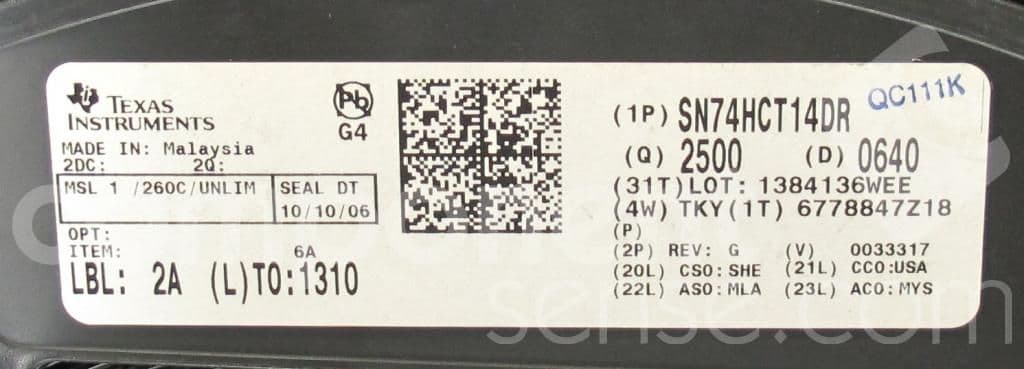 TEXAS
INSTRUMENTS
Pb
G4
MADE IN: Malaysia
2DC: 2Q:
MSL 1 /260C/UNLIM
SEAL DT
10/10/06
OPT:
ITEM: 6A
LBL: 2A (L)TO:1310
QC111K
(1P) SN74HCT14DR
(Q) 2500 (D) 0640
(31T)LOT: 1384136WEE
(4W) TKY(1T) 6778847Z18
(P)
(2P) REV: G (V) 0033317
(20L) CSO:SHE (21L) CCO:USA
(22L) ASO:MLA (23L) ACO:MYS
sense.com